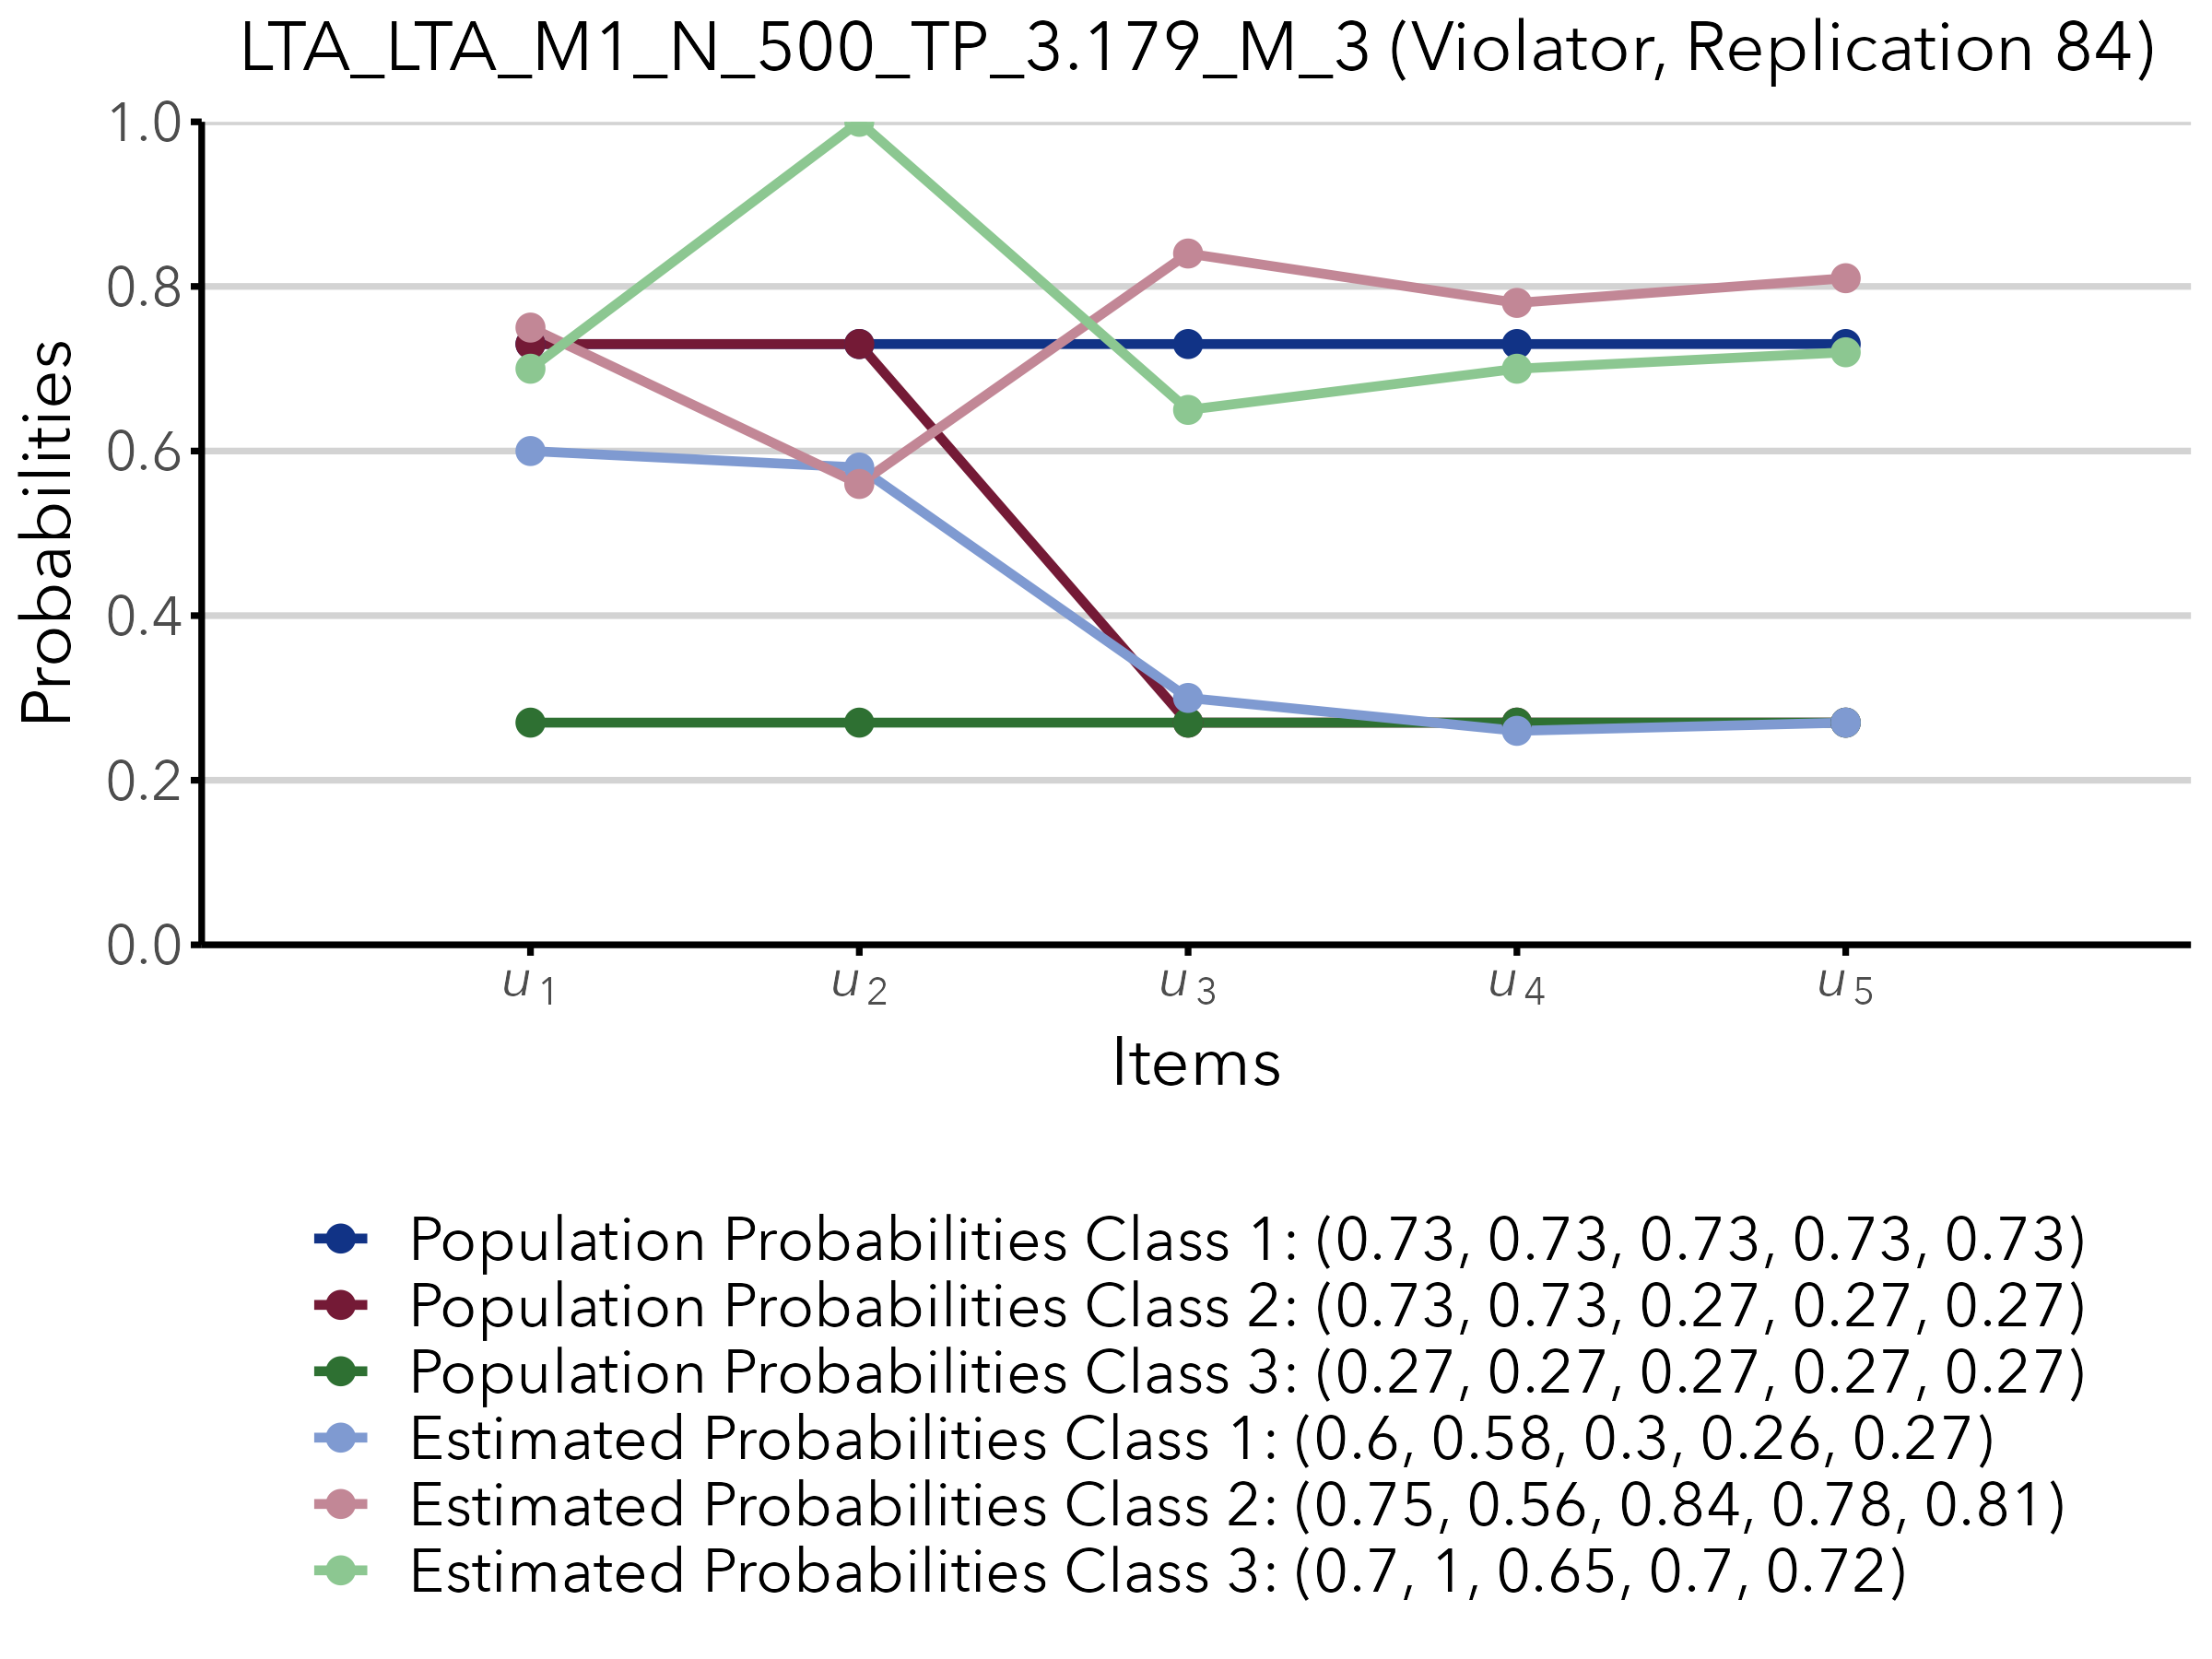 LTA_LTA_M1_N_500_TP_3.179_M_3 (Violator, Replication 84)
1.0
0.8
0.6
0.4
0.2
0.0
Probabilities
u1 u2 u3 u4 u5
Items
Population Probabilities Class 1: (0.73, 0.73, 0.73, 0.73, 0.73)
Population Probabilities Class 2: (0.73, 0.73, 0.27, 0.27, 0.27)
Population Probabilities Class 3: (0.27, 0.27, 0.27, 0.27, 0.27)
Estimated Probabilities Class 1: (0.6, 0.58, 0.3, 0.26, 0.27)
Estimated Probabilities Class 2: (0.75, 0.56, 0.84, 0.78, 0.81)
Estimated Probabilities Class 3: (0.7, 1, 0.65, 0.7, 0.72)